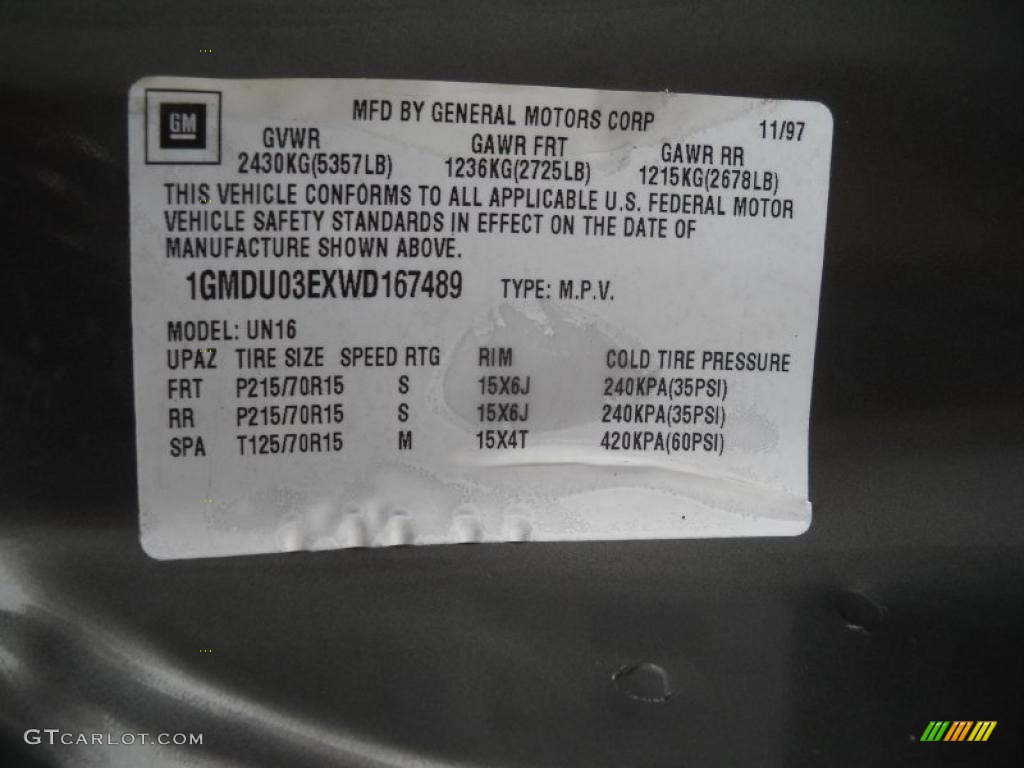 GM
MFD BY GENERAL MOTORS CORP 11/97
GVWR GAWR FRT GAWR RR
2430KG(5357LB) 1236KG(2725LB) 1215KG(2678LB)
THIS VEHICLE CONFORMS TO ALL APPLICABLE U.S. FEDERAL MOTOR
VEHICLE SAFETY STANDARDS IN EFFECT ON THE DATE OF
MANUFACTURE SHOWN ABOVE.
1GMDU03EXWD167489 TYPE: M.P.V.
MODEL: UN16
UPAZ TIRE SIZE SPEED RTG RIM COLD TIRE PRESSURE
FRT P215/70R15 S 15X6J 240KPA(35PSI)
RR P215/70R15 S 15X6J 240KPA(35PSI)
SPA T125/70R15 M 15X4T 420KPA(60PSI)
GTCARLOT.COM